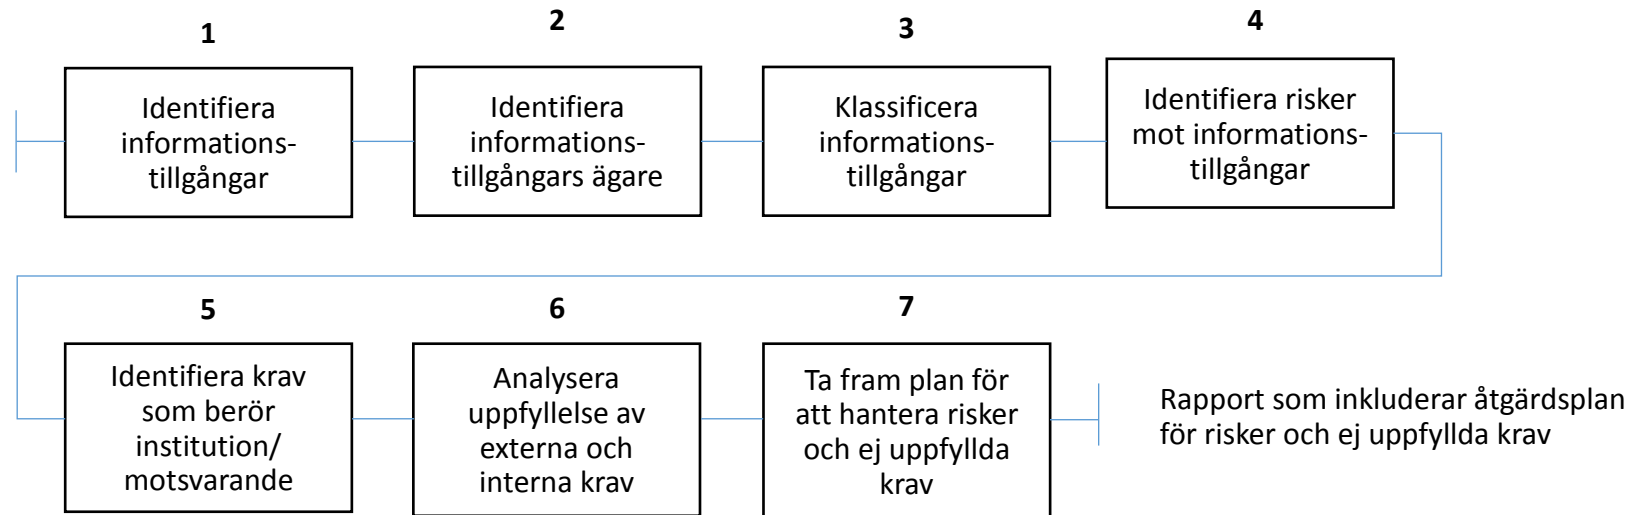 1
Identifiera
informations-
tillgångar
2
Identifiera
informations-
tillgångars ägare
3
Klassificera
informations-
tillgångar
4
Identifiera risker
mot informations-
tillgångar
5
Identifiera krav
som berör
institution/
motsvarande
6
Analysera
uppfyllelse av
externa och
interna krav
7
Ta fram plan för
att hantera risker
och ej uppfyllda
krav
Rapport som inkluderar åtgärdsplan
för risker och ej uppfyllda krav